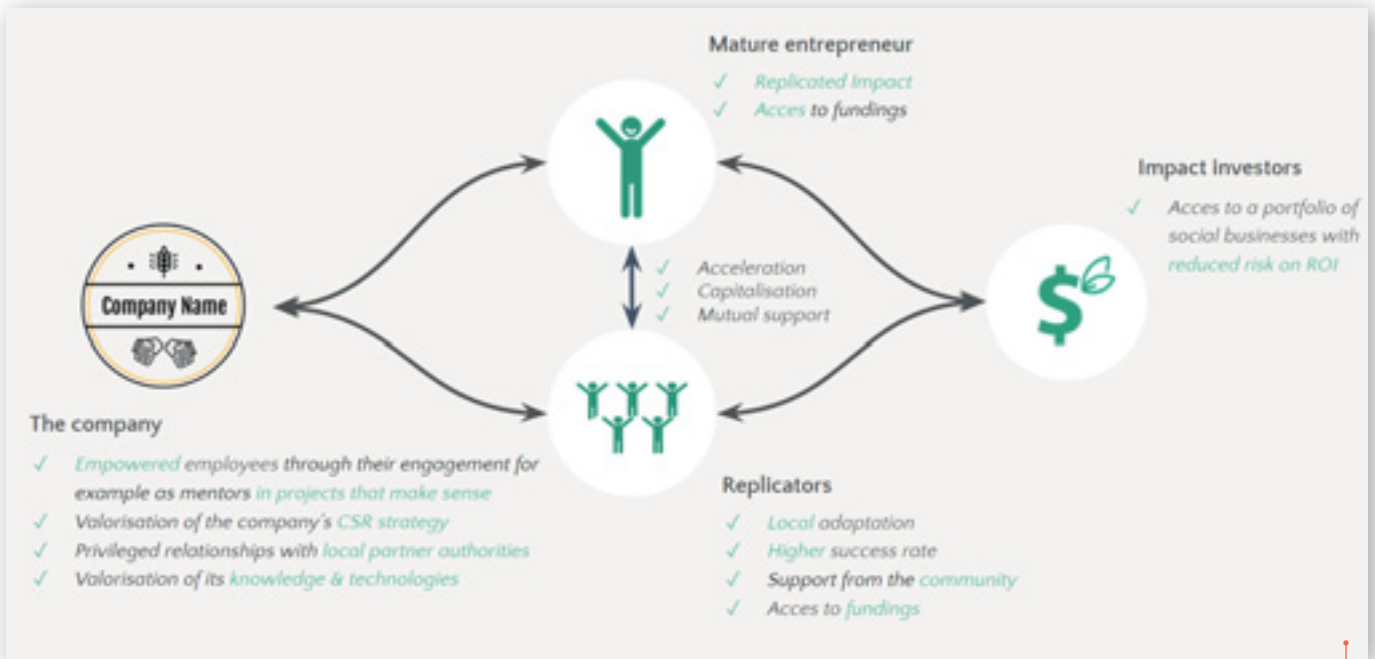 Mature entrepreneur
✓ Replicated Impact
✓ Acces to fundings
Impact Investors
✓ Acces to a portfolio of
social businesses with
reduced risk on ROI
✓ Acceleration
✓ Capitalisation
✓ Mutual support
Company Name
The company
✓ Empowered employees through their engagement for
example as mentors in projects that make sense
✓ Valorisation of the company's CSR strategy
✓ Privileged relationships with local partner authorities
✓ Valorisation of its knowledge & technologies
Replicators
✓ Local adaptation
✓ Higher success rate
✓ Support from the community
✓ Acces to fundings